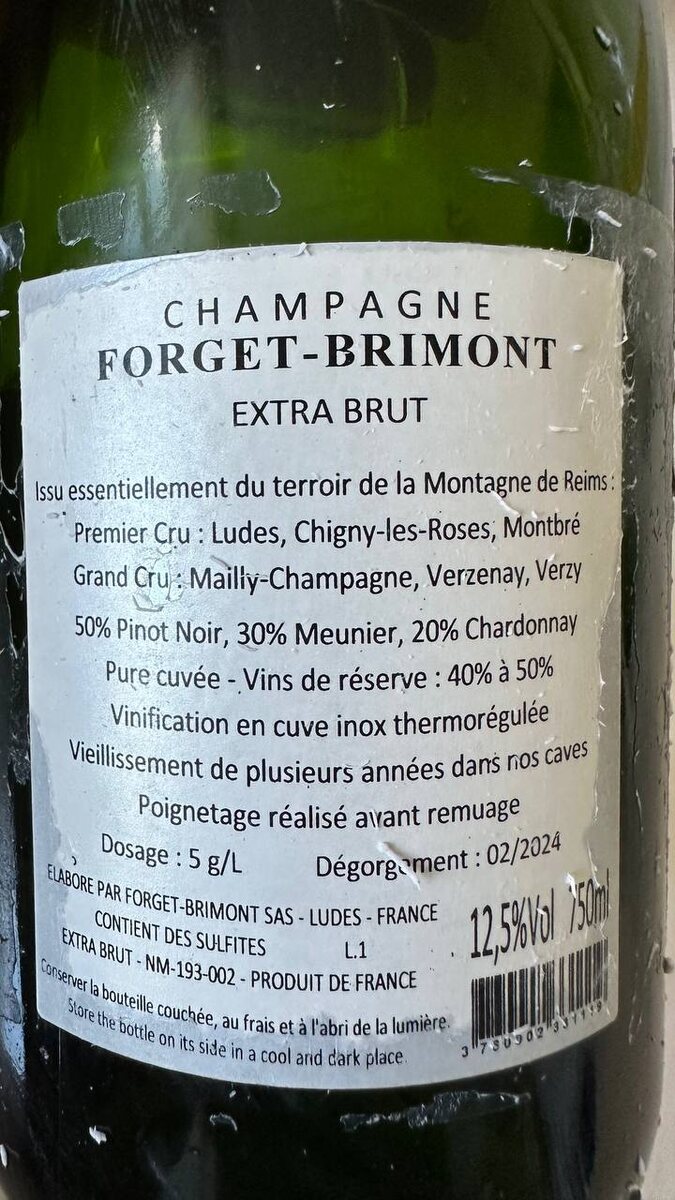 CHAMPAGNE
FORGET-BRIMONT
EXTRA BRUT
Issu essentiellement du terroir de la Montagne de Reims :
Premier Cru : Ludes, Chigny-les-Roses, Montbré
Grand Cru : Mailly-Champagne, Verzenay, Verzy
50% Pinot Noir, 30% Meunier, 20% Chardonnay
Pure cuvée - Vins de réserve : 40% à 50%
Vinification en cuve inox thermorégulée
Vieillissement de plusieurs années dans nos caves
Poignetage réalisé avant remuage
Dosage : 5 g/L Dégorgement : 02/2024
ELABORE PAR FORGET-BRIMONT SAS - LUDES - FRANCE
CONTIENT DES SULFITES L.1
12,5%Vol 750ml
EXTRA BRUT - NM-193-002 - PRODUIT DE FRANCE
Conserver la bouteille couchée, au frais et à l'abri de la lumière.
Store the bottle on its side in a cool and dark place